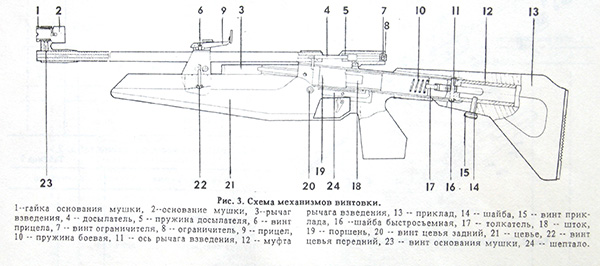 1 2 6 9 3 4 5 7 10 11 12 13
8
23 22 21 20 19 24 18 17 16 15 14
Рис. 3. Схема механизмов винтовки.
1--гайка основания мушки, 2--основание мушки, 3--рычаг
взведения, 4 -- досылатель, 5 -- пружина досылателя, 6 -- винт
прицела, 7 -- винт ограничителя, 8 -- ограничитель, 9 -- прицел,
10 -- пружина боевая, 11 -- ось рычага взведения, 12 -- муфта
рычага взведения, 13 -- приклад, 14 -- шайба, 15 -- винт прик-
лада, 16 --шайба быстросъемная, 17 -- толкатель, 18 -- шток,
19 -- поршень, 20 -- винт цевья задний, 21 -- цевье, 22 -- винт
цевья передний, 23 -- винт основания мушки, 24 -- шептало.